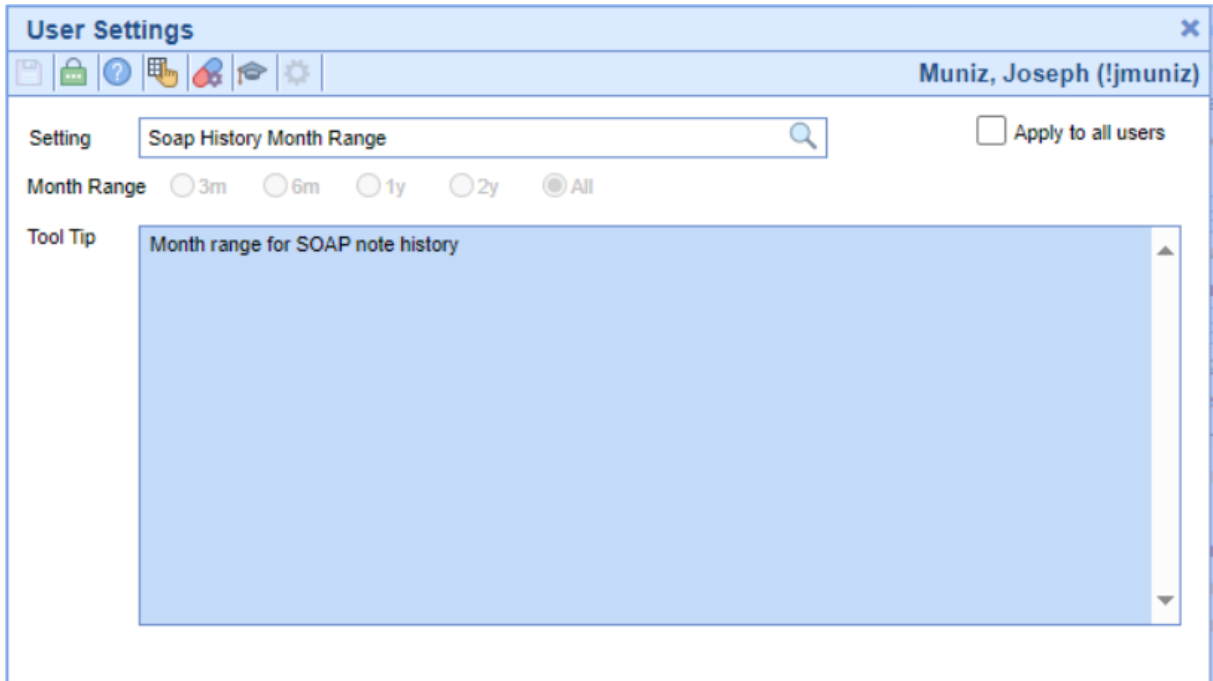 User Settings
Muniz, Joseph (!jmuniz)
Setting Soap History Month Range Apply to all users
Month Range 3m 6m 1y 2y All
Tool Tip Month range for SOAP note history